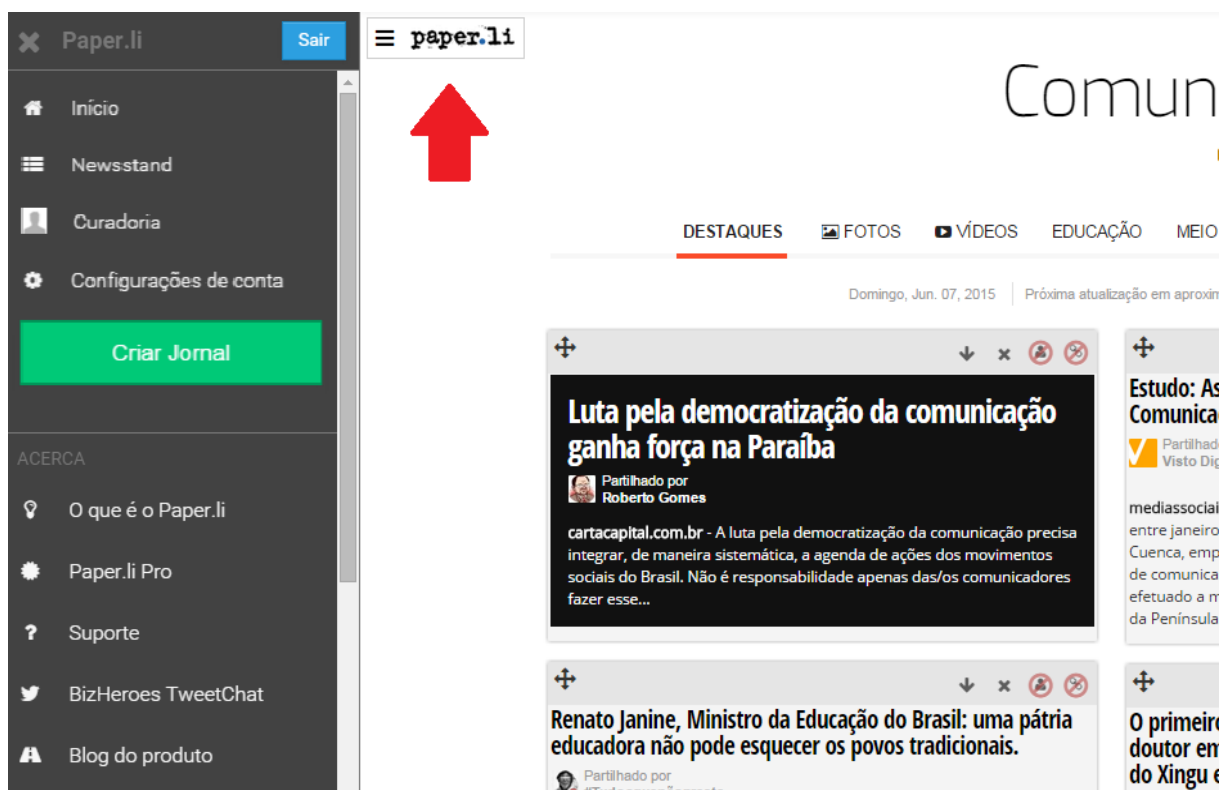 Paper.li
Sair
Início
Newsstand
Curadoria
Configurações de conta
Criar Jornal
ACERCA
O que é o Paper.li
Paper.li Pro
Suporte
BizHeroes TweetChat
Blog do produto
paper.li
Comun
DESTAQUES FOTOS VÍDEOS EDUCAÇÃO MEIO
Domingo, Jun. 07, 2015 Próxima atualização em aproxim
Luta pela democratização da comunicação
ganha força na Paraíba
Partilhado por
Roberto Gomes
cartacapital.com.br - A luta pela democratização da comunicação precisa
integrar, de maneira sistemática, a agenda de ações dos movimentos
sociais do Brasil. Não é responsabilidade apenas das/os comunicadores
fazer esse...
Estudo: As
Comunica
Partilhad
Visto Dig
mediassociai
entre janeiro
Cuenca, emp
de comunica
efetuado a m
da Península
Renato Janine, Ministro da Educação do Brasil: uma pátria
educadora não pode esquecer os povos tradicionais.
Partilhado por
O primeiro
doutor em
do Xingu e